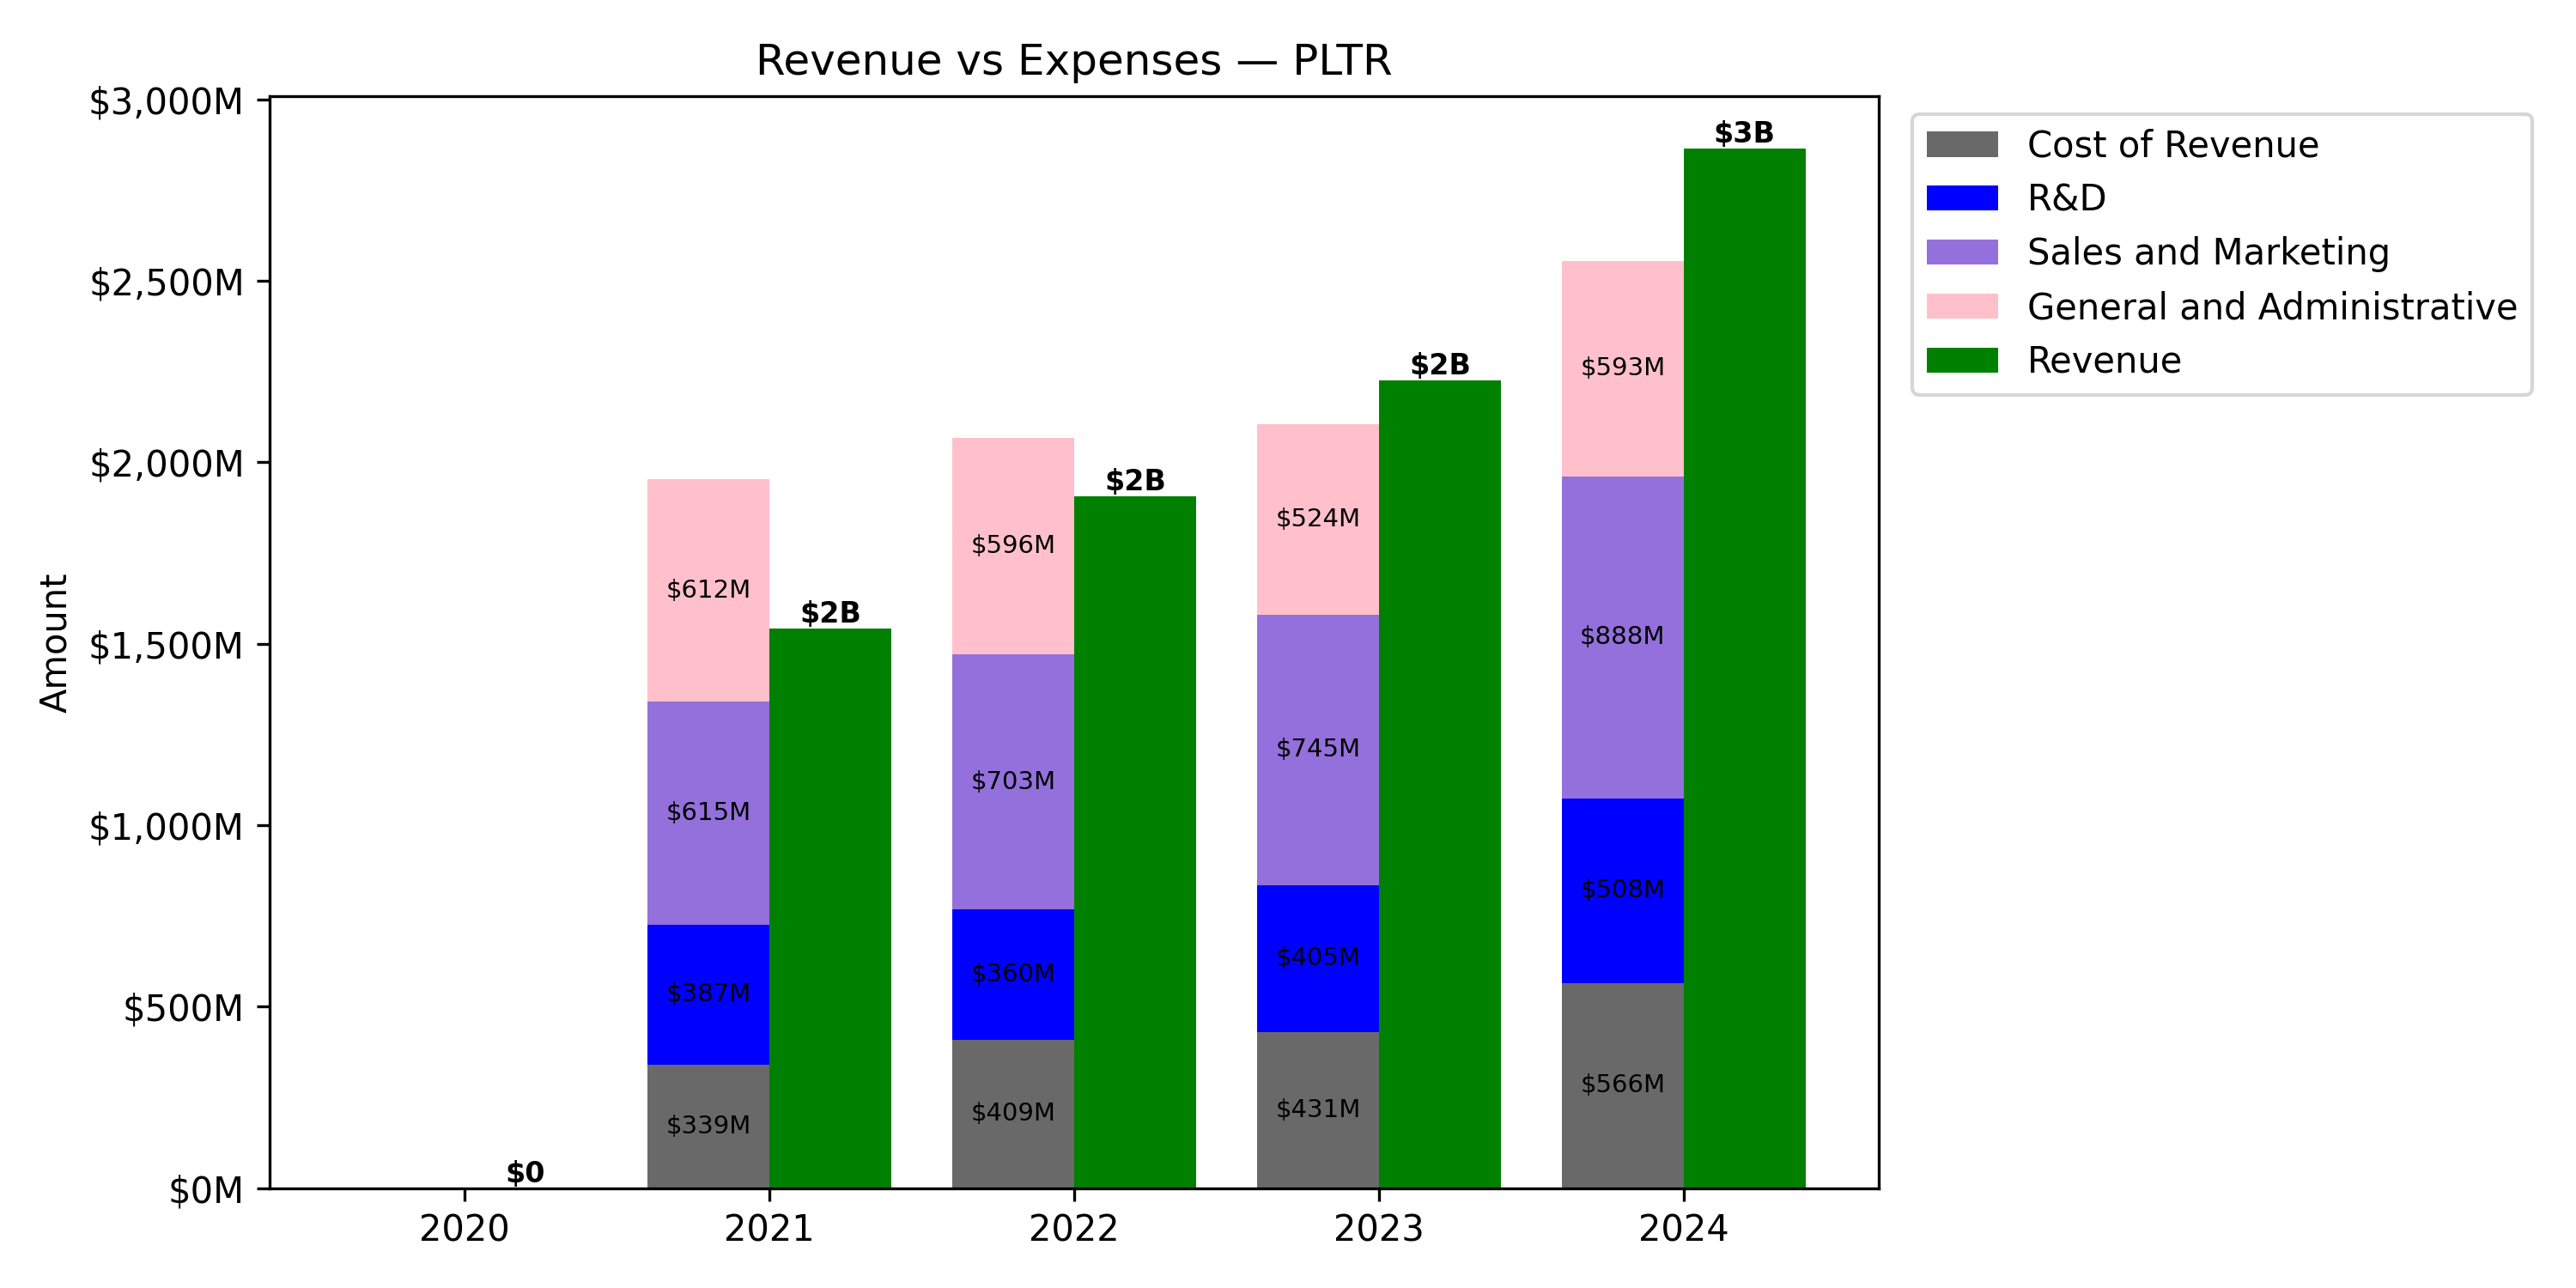 Revenue vs Expenses — PLTR
Amount
$3,000M
$2,500M
$2,000M
$1,500M
$1,000M
$500M
$0M
2020
2021
2022
2023
2024
$0
$612M
$615M
$387M
$339M
$2B
$596M
$703M
$360M
$409M
$2B
$524M
$745M
$405M
$431M
$2B
$593M
$888M
$508M
$566M
$3B
Cost of Revenue
R&D
Sales and Marketing
General and Administrative
Revenue